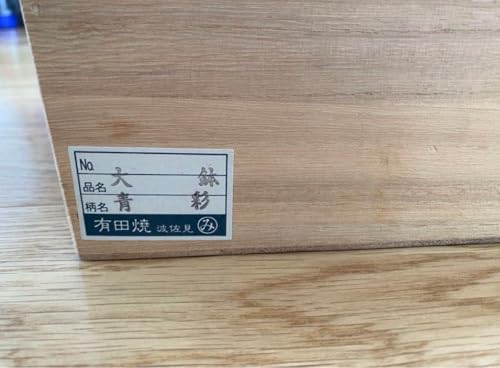 No.
品名 大 鉢
柄名 青 彩
有田焼 波佐見 み